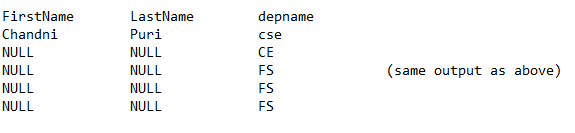 FirstName LastName depname
Chandni Puri cse
NULL NULL CE
NULL NULL FS (same output as above)
NULL NULL FS
NULL NULL FS